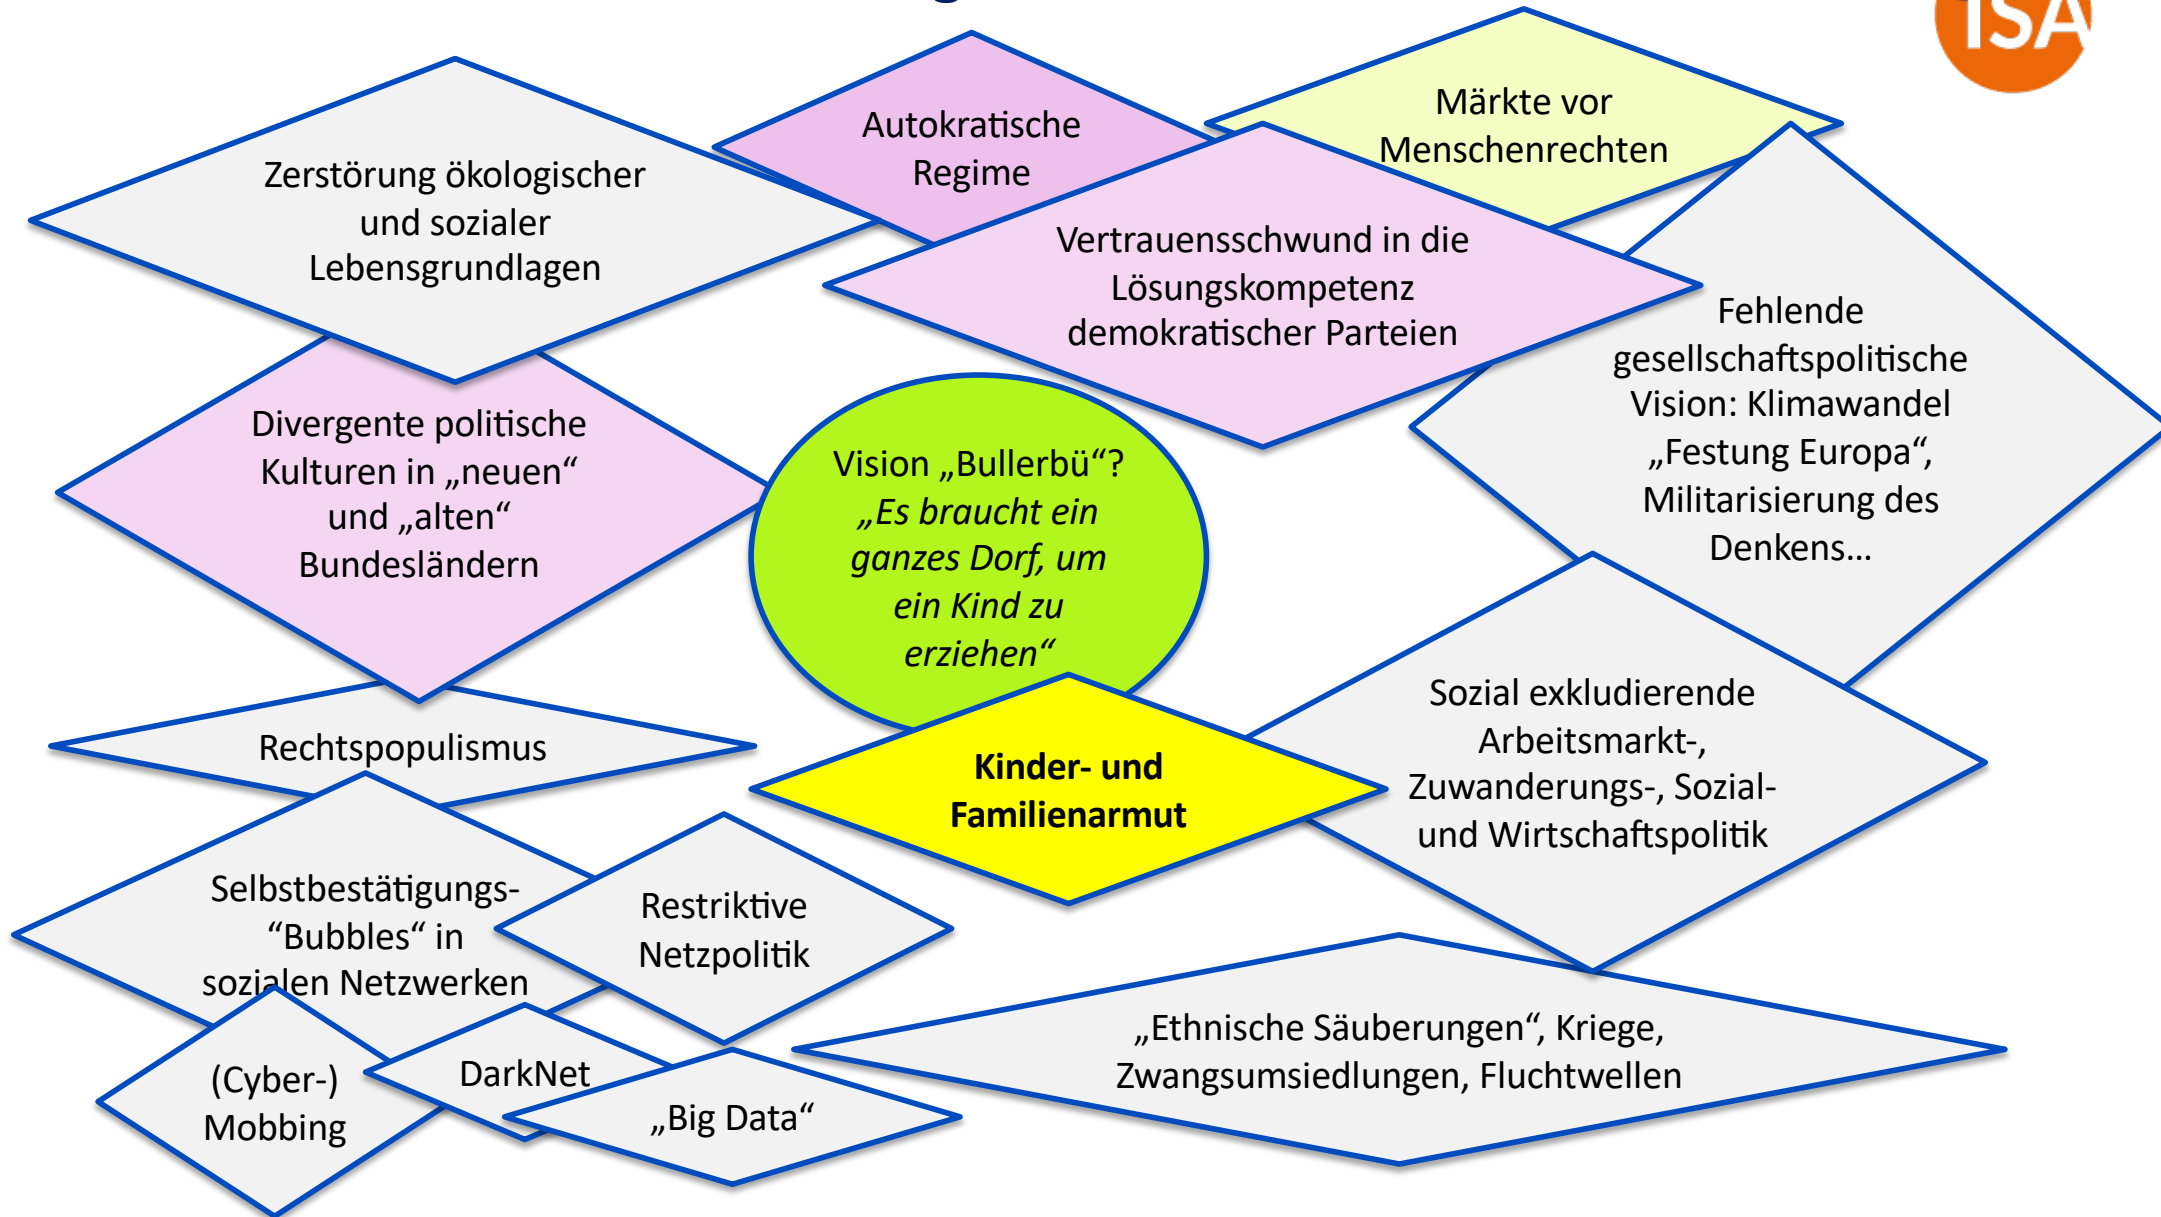 ISA
Märkte vor
Menschenrechten
Autokratische
Regime
Zerstörung ökologischer
und sozialer
Lebensgrundlagen
Vertrauensschwund in die
Lösungskompetenz
demokratischer Parteien
Fehlende
gesellschaftspolitische
Vision: Klimawandel
„Festung Europa“,
Militarisierung des
Denkens…
Divergente politische
Kulturen in „neuen“
und „alten“
Bundesländern
Vision „Bullerbü“?
„Es braucht ein
ganzes Dorf, um
ein Kind zu
erziehen“
Rechtspopulismus
Kinder- und
Familienarmut
Sozial exkludierende
Arbeitsmarkt-,
Zuwanderungs-, Sozial-
und Wirtschaftspolitik
Selbstbestätigungs-
“Bubbles“ in
sozialen Netzwerken
Restriktive
Netzpolitik
„Ethnische Säuberungen“, Kriege,
Zwangsumsiedlungen, Fluchtwellen
(Cyber-)
Mobbing
DarkNet
„Big Data“